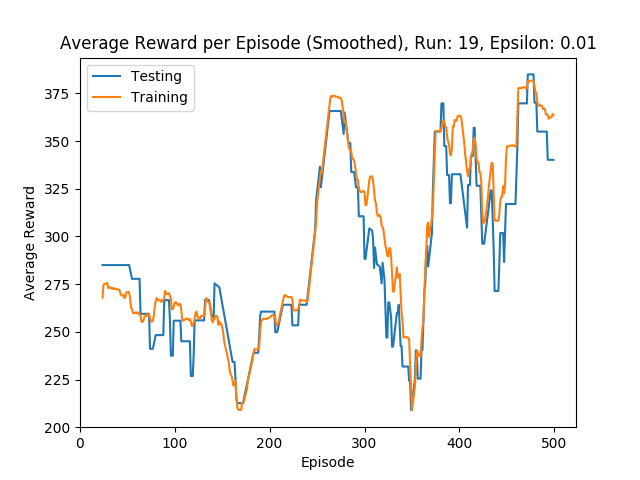 Average Reward per Episode (Smoothed), Run: 19, Epsilon: 0.01
Testing
Training
Average Reward
375
350
325
300
275
250
225
200
0 100 200 300 400 500
Episode